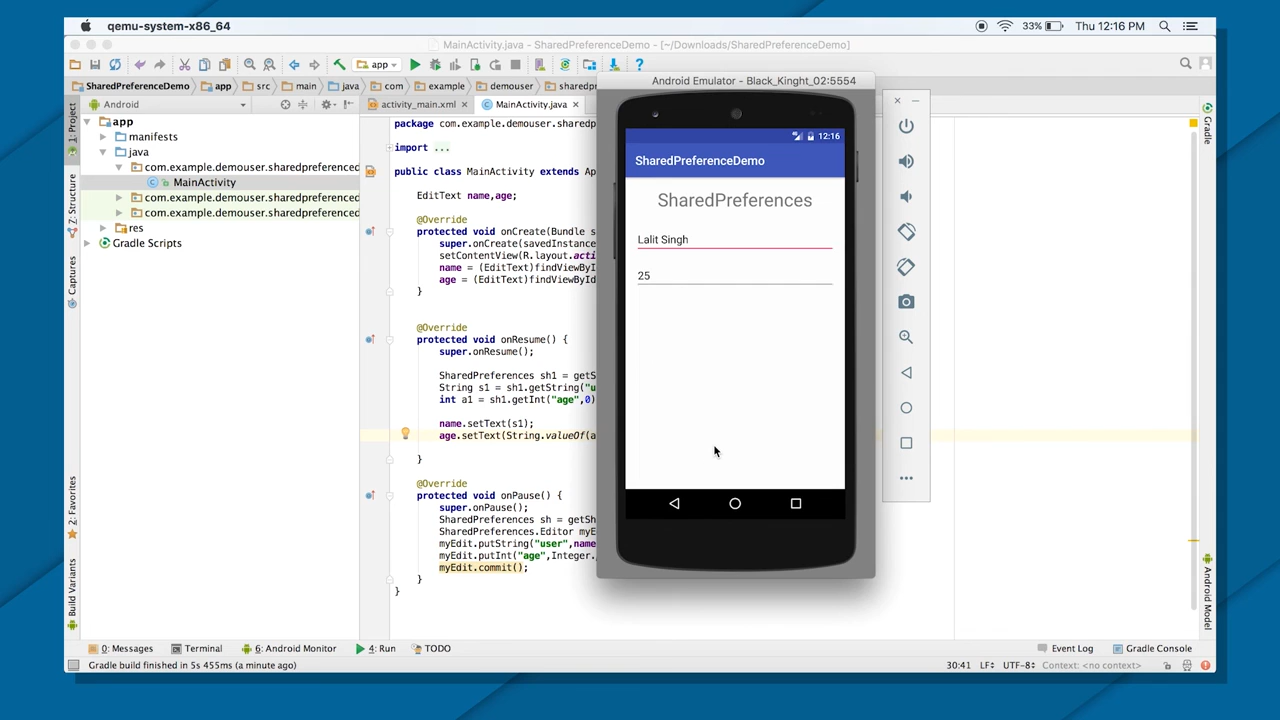 qemu-system-x86_64
33%
Thu 12:16 PM
MainActivity.java - SharedPreferenceDemo - [~/Downloads/SharedPreferenceDemo]
app
SharedPreferenceDemo
app
src
main
java
com
example
demouser
sharedpr
Android Emulator - Black_Kinght_02:5554
1: Project
Android
activity_main.xml
MainActivity.java
Gradle
app
manifests
java
com.example.demouser.sharedpreferenced
MainActivity
com.example.demouser.sharedpreferenced
com.example.demouser.sharedpreferenced
res
Gradle Scripts
7: Structure
Captures
2: Favorites
Build Variants
package com.example.demouser.sharedp
import ...
public class MainActivity extends Ap
EditText name,age;
@Override
protected void onCreate(Bundle s
super.onCreate(savedInstance
setContentView(R.layout.acti
name = (EditText)findViewById
age = (EditText)findViewById
}
@Override
protected void onResume() {
super.onResume();
SharedPreferences sh1 = getS
String s1 = sh1.getString("u
int a1 = sh1.getInt("age",0)
name.setText(s1);
age.setText(String.valueOf(a
}
@Override
protected void onPause() {
super.onPause();
SharedPreferences sh = getSh
SharedPreferences.Editor myE
myEdit.putString("user",name
myEdit.putInt("age",Integer.
myEdit.commit();
}
}
12:16
SharedPreferenceDemo
SharedPreferences
Lalit Singh
25
Android Model
0: Messages
Terminal
6: Android Monitor
4: Run
TODO
Event Log
Gradle Console
Gradle build finished in 5s 455ms (a minute ago)
30:41
LF
UTF-8
Context: <no context>